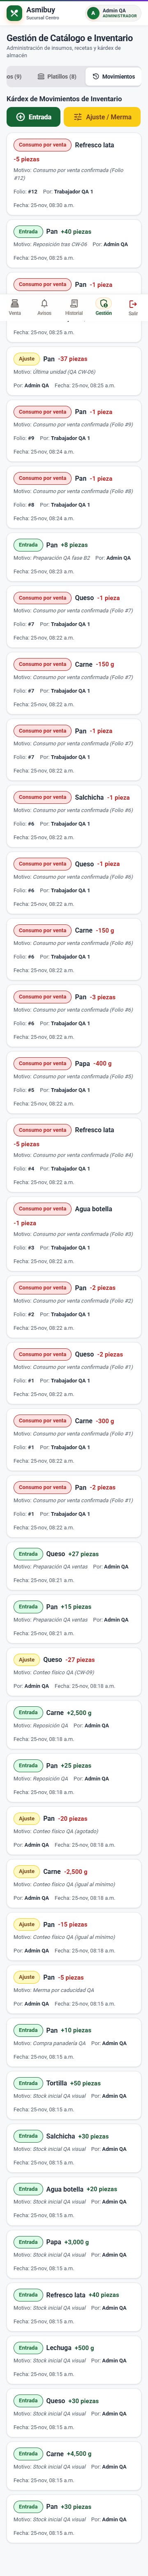 Asmibuy
Sucursal Centro
A
Admin QA
ADMINISTRADOR
Gestión de Catálogo e Inventario
Administración de insumos, recetas y kárdex de
almacén
os (9)
Platillos (8)
Movimientos
Kárdex de Movimientos de Inventario
Entrada
Ajuste / Merma
Consumo por venta Refresco lata
-5 piezas
Motivo: Consumo por venta confirmada (Folio
#12)
Folio: #12 Por: Trabajador QA 1
Fecha: 25-nov, 08:30 a.m.
Entrada Pan +40 piezas
Motivo: Reposición tras CW-06 Por: Admin QA
Fecha: 25-nov, 08:25 a.m.
Consumo por venta Pan -1 pieza
Venta
Avisos
Historial
Gestión
Salir
Fecha: 25-nov, 08:25 a.m.
Ajuste Pan -37 piezas
Motivo: Última unidad (QA CW-06)
Por: Admin QA Fecha: 25-nov, 08:25 a.m.
Consumo por venta Pan -1 pieza
Motivo: Consumo por venta confirmada (Folio #9)
Folio: #9 Por: Trabajador QA 1
Fecha: 25-nov, 08:24 a.m.
Consumo por venta Pan -1 pieza
Motivo: Consumo por venta confirmada (Folio #8)
Folio: #8 Por: Trabajador QA 1
Fecha: 25-nov, 08:24 a.m.
Entrada Pan +8 piezas
Motivo: Preparación QA fase B2 Por: Admin QA
Fecha: 25-nov, 08:23 a.m.
Consumo por venta Queso -1 pieza
Motivo: Consumo por venta confirmada (Folio #7)
Folio: #7 Por: Trabajador QA 1
Fecha: 25-nov, 08:22 a.m.
Consumo por venta Carne -150 g
Motivo: Consumo por venta confirmada (Folio #7)
Folio: #7 Por: Trabajador QA 1
Fecha: 25-nov, 08:22 a.m.
Consumo por venta Pan -1 pieza
Motivo: Consumo por venta confirmada (Folio #7)
Folio: #7 Por: Trabajador QA 1
Fecha: 25-nov, 08:22 a.m.
Consumo por venta Salchicha -1 pieza
Motivo: Consumo por venta confirmada (Folio #6)
Folio: #6 Por: Trabajador QA 1
Fecha: 25-nov, 08:22 a.m.
Consumo por venta Queso -1 pieza
Motivo: Consumo por venta confirmada (Folio #6)
Folio: #6 Por: Trabajador QA 1
Fecha: 25-nov, 08:22 a.m.
Consumo por venta Carne -150 g
Motivo: Consumo por venta confirmada (Folio #6)
Folio: #6 Por: Trabajador QA 1
Fecha: 25-nov, 08:22 a.m.
Consumo por venta Pan -3 piezas
Motivo: Consumo por venta confirmada (Folio #6)
Folio: #6 Por: Trabajador QA 1
Fecha: 25-nov, 08:22 a.m.
Consumo por venta Papa -400 g
Motivo: Consumo por venta confirmada (Folio #5)
Folio: #5 Por: Trabajador QA 1
Fecha: 25-nov, 08:22 a.m.
Consumo por venta Refresco lata
-5 piezas
Motivo: Consumo por venta confirmada (Folio #4)
Folio: #4 Por: Trabajador QA 1
Fecha: 25-nov, 08:22 a.m.
Consumo por venta Agua botella
-1 pieza
Motivo: Consumo por venta confirmada (Folio #3)
Folio: #3 Por: Trabajador QA 1
Fecha: 25-nov, 08:22 a.m.
Consumo por venta Pan -2 piezas
Motivo: Consumo por venta confirmada (Folio #2)
Folio: #2 Por: Trabajador QA 1
Fecha: 25-nov, 08:22 a.m.
Consumo por venta Queso -2 piezas
Motivo: Consumo por venta confirmada (Folio #1)
Folio: #1 Por: Trabajador QA 1
Fecha: 25-nov, 08:22 a.m.
Consumo por venta Carne -300 g
Motivo: Consumo por venta confirmada (Folio #1)
Folio: #1 Por: Trabajador QA 1
Fecha: 25-nov, 08:22 a.m.
Consumo por venta Pan -2 piezas
Motivo: Consumo por venta confirmada (Folio #1)
Folio: #1 Por: Trabajador QA 1
Fecha: 25-nov, 08:22 a.m.
Entrada Queso +27 piezas
Motivo: Preparación QA ventas Por: Admin QA
Fecha: 25-nov, 08:21 a.m.
Entrada Pan +15 piezas
Motivo: Preparación QA ventas Por: Admin QA
Fecha: 25-nov, 08:21 a.m.
Ajuste Queso -27 piezas
Motivo: Conteo físico QA (CW-09)
Por: Admin QA Fecha: 25-nov, 08:18 a.m.
Entrada Carne +2,500 g
Motivo: Reposición QA Por: Admin QA
Fecha: 25-nov, 08:18 a.m.
Entrada Pan +25 piezas
Motivo: Reposición QA Por: Admin QA
Fecha: 25-nov, 08:18 a.m.
Ajuste Pan -20 piezas
Motivo: Conteo físico QA (agotado)
Por: Admin QA Fecha: 25-nov, 08:18 a.m.
Ajuste Carne -2,500 g
Motivo: Conteo físico QA (igual al mínimo)
Por: Admin QA Fecha: 25-nov, 08:18 a.m.
Ajuste Pan -15 piezas
Motivo: Conteo físico QA (igual al mínimo)
Por: Admin QA Fecha: 25-nov, 08:18 a.m.
Ajuste Pan -5 piezas
Motivo: Merma por caducidad QA
Por: Admin QA Fecha: 25-nov, 08:15 a.m.
Entrada Pan +10 piezas
Motivo: Compra panadería QA Por: Admin QA
Fecha: 25-nov, 08:15 a.m.
Entrada Tortilla +50 piezas
Motivo: Stock inicial QA visual Por: Admin QA
Fecha: 25-nov, 08:15 a.m.
Entrada Salchicha +30 piezas
Motivo: Stock inicial QA visual Por: Admin QA
Fecha: 25-nov, 08:15 a.m.
Entrada Agua botella +20 piezas
Motivo: Stock inicial QA visual Por: Admin QA
Fecha: 25-nov, 08:15 a.m.
Entrada Papa +3,000 g
Motivo: Stock inicial QA visual Por: Admin QA
Fecha: 25-nov, 08:15 a.m.
Entrada Refresco lata +40 piezas
Motivo: Stock inicial QA visual Por: Admin QA
Fecha: 25-nov, 08:15 a.m.
Entrada Lechuga +500 g
Motivo: Stock inicial QA visual Por: Admin QA
Fecha: 25-nov, 08:15 a.m.
Entrada Queso +30 piezas
Motivo: Stock inicial QA visual Por: Admin QA
Fecha: 25-nov, 08:15 a.m.
Entrada Carne +4,500 g
Motivo: Stock inicial QA visual Por: Admin QA
Fecha: 25-nov, 08:15 a.m.
Entrada Pan +30 piezas
Motivo: Stock inicial QA visual Por: Admin QA
Fecha: 25-nov, 08:15 a.m.